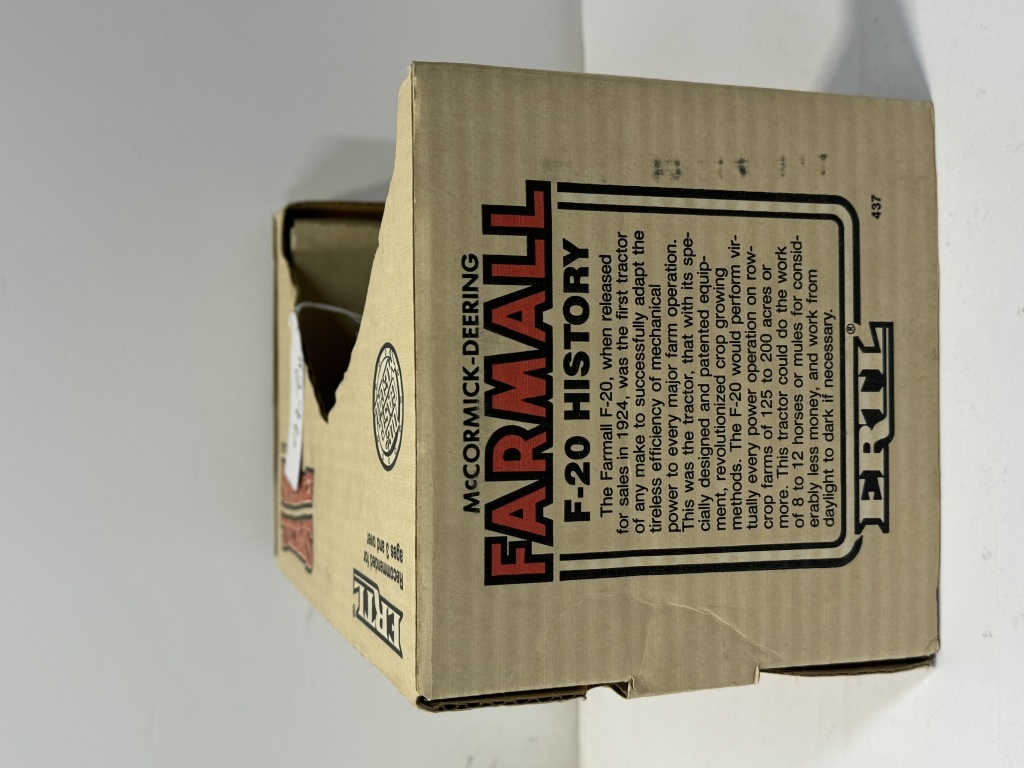 McCORMICK-DEERING
FARMALL
F-20 HISTORY
The Farmall F-20, when released
for sales in 1924, was the first tractor
of any make to successfully adapt the
tireless efficiency of mechanical
power to every major farm operation.
This was the tractor, that with its spe-
cially designed and patented equip-
ment, revolutionized crop growing
methods. The F-20 would perform vir-
tually every power operation on row-
crop farms of 125 to 200 acres or
more. This tractor could do the work
of 8 to 12 horses or mules for consid-
erably less money, and work from
daylight to dark if necessary.
ERTL®
437
ERTL
Recommended for
ages 3 and over